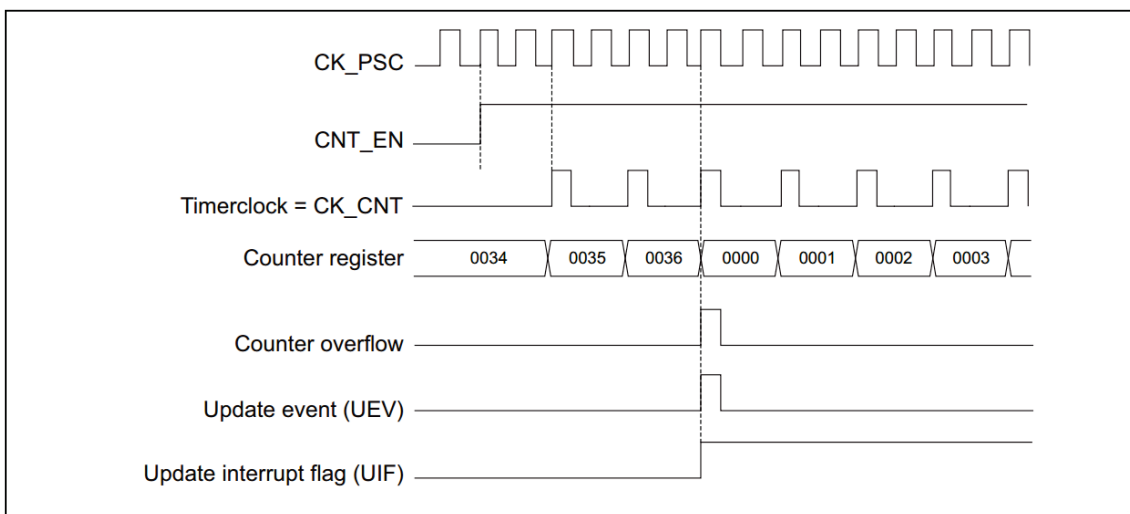 CK_PSC
CNT_EN
Timerclock = CK_CNT
Counter register 0034 0035 0036 0000 0001 0002 0003
Counter overflow
Update event (UEV)
Update interrupt flag (UIF)